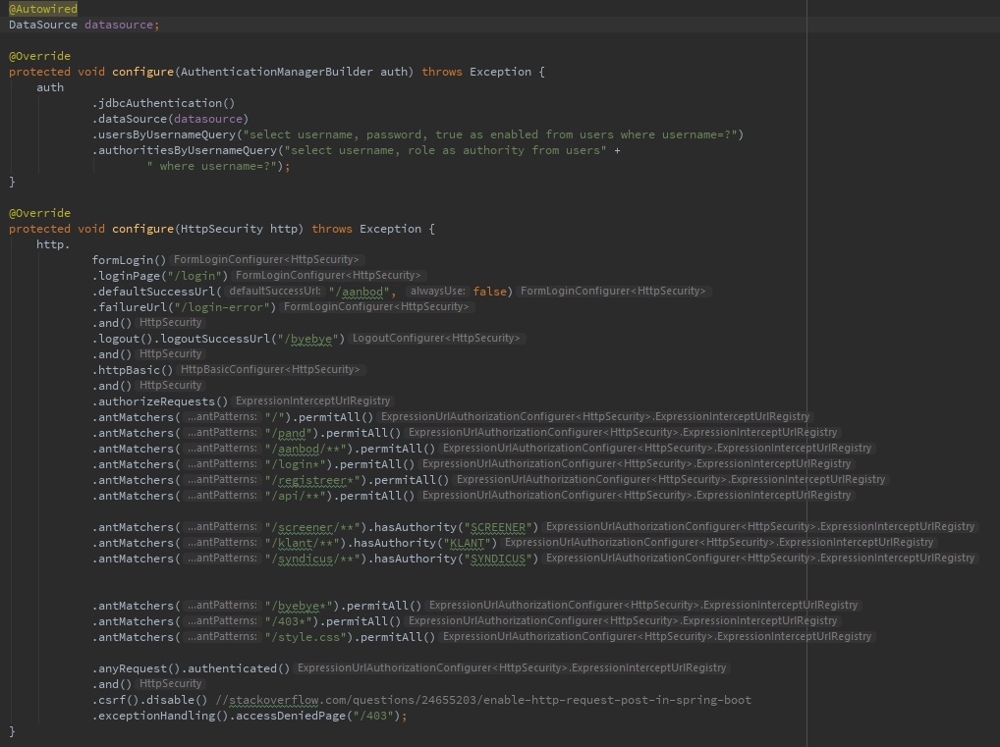 @Autowired
DataSource datasource;
@Override
protected void configure(AuthenticationManagerBuilder auth) throws Exception {
auth
.jdbcAuthentication()
.dataSource(datasource)
.usersByUsernameQuery("select username, password, true as enabled from users where username=?")
.authoritiesByUsernameQuery("select username, role as authority from users" +
" where username=?");
}
@Override
protected void configure(HttpSecurity http) throws Exception {
http.
formLogin() FormLoginConfigurer<HttpSecurity>
.loginPage("/login") FormLoginConfigurer<HttpSecurity>
.defaultSuccessUrl( defaultSuccessUrl: "/aanbod", alwaysUse: false) FormLoginConfigurer<HttpSecurity>
.failureUrl("/login-error") FormLoginConfigurer<HttpSecurity>
.and() HttpSecurity
.logout().logoutSuccessUrl("/byebye") LogoutConfigurer<HttpSecurity>
.and() HttpSecurity
.httpBasic() HttpBasicConfigurer<HttpSecurity>
.and() HttpSecurity
.authorizeRequests() ExpressionInterceptUrlRegistry
.antMatchers( ...antPatterns: "/").permitAll() ExpressionUrlAuthorizationConfigurer<HttpSecurity>.ExpressionInterceptUrlRegistry
.antMatchers( ...antPatterns: "/pand").permitAll() ExpressionUrlAuthorizationConfigurer<HttpSecurity>.ExpressionInterceptUrlRegistry
.antMatchers( ...antPatterns: "/aanbod/**").permitAll() ExpressionUrlAuthorizationConfigurer<HttpSecurity>.ExpressionInterceptUrlRegistry
.antMatchers( ...antPatterns: "/login*").permitAll() ExpressionUrlAuthorizationConfigurer<HttpSecurity>.ExpressionInterceptUrlRegistry
.antMatchers( ...antPatterns: "/registreer*").permitAll() ExpressionUrlAuthorizationConfigurer<HttpSecurity>.ExpressionInterceptUrlRegistry
.antMatchers( ...antPatterns: "/api/**").permitAll() ExpressionUrlAuthorizationConfigurer<HttpSecurity>.ExpressionInterceptUrlRegistry
.antMatchers( ...antPatterns: "/screener/**").hasAuthority("SCREENER") ExpressionUrlAuthorizationConfigurer<HttpSecurity>.ExpressionInterceptUrlRegistry
.antMatchers( ...antPatterns: "/klant/**").hasAuthority("KLANT") ExpressionUrlAuthorizationConfigurer<HttpSecurity>.ExpressionInterceptUrlRegistry
.antMatchers( ...antPatterns: "/syndicus/**").hasAuthority("SYNDICUS") ExpressionUrlAuthorizationConfigurer<HttpSecurity>.ExpressionInterceptUrlRegistry
.antMatchers( ...antPatterns: "/byebye*").permitAll() ExpressionUrlAuthorizationConfigurer<HttpSecurity>.ExpressionInterceptUrlRegistry
.antMatchers( ...antPatterns: "/403*").permitAll() ExpressionUrlAuthorizationConfigurer<HttpSecurity>.ExpressionInterceptUrlRegistry
.antMatchers( ...antPatterns: "/style.css").permitAll() ExpressionUrlAuthorizationConfigurer<HttpSecurity>.ExpressionInterceptUrlRegistry
.anyRequest().authenticated() ExpressionUrlAuthorizationConfigurer<HttpSecurity>.ExpressionInterceptUrlRegistry
.and() HttpSecurity
.csrf().disable() //stackoverflow.com/questions/24655203/enable-http-request-post-in-spring-boot
.exceptionHandling().accessDeniedPage("/403");
}